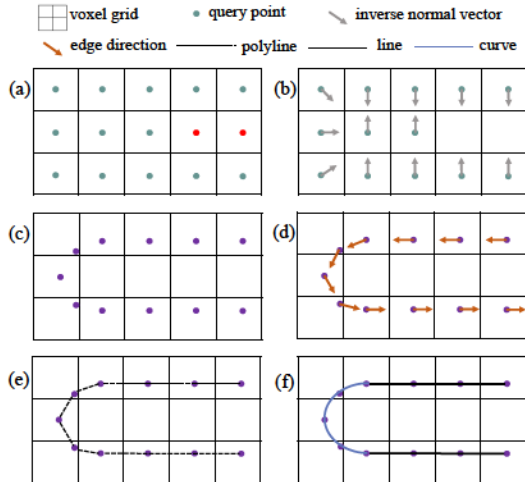 voxel grid query point inverse normal vector
edge direction polyline line curve
(a) (b)
(c) (d)
(e) (f)